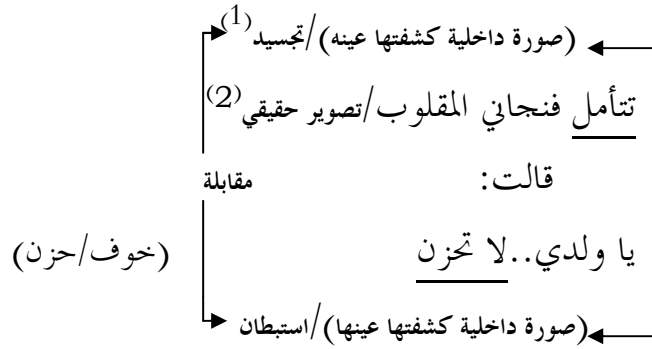 (صورة داخلية كشفتها عينه)/تجسيد(1)
تتأمل فنجاني المقلوب/تصوير حقيقي(2)
قالت: مقابلة
يا ولدي..لا تحزن (خوف/حزن)
(صورة داخلية كشفتها عينها)/استبطان